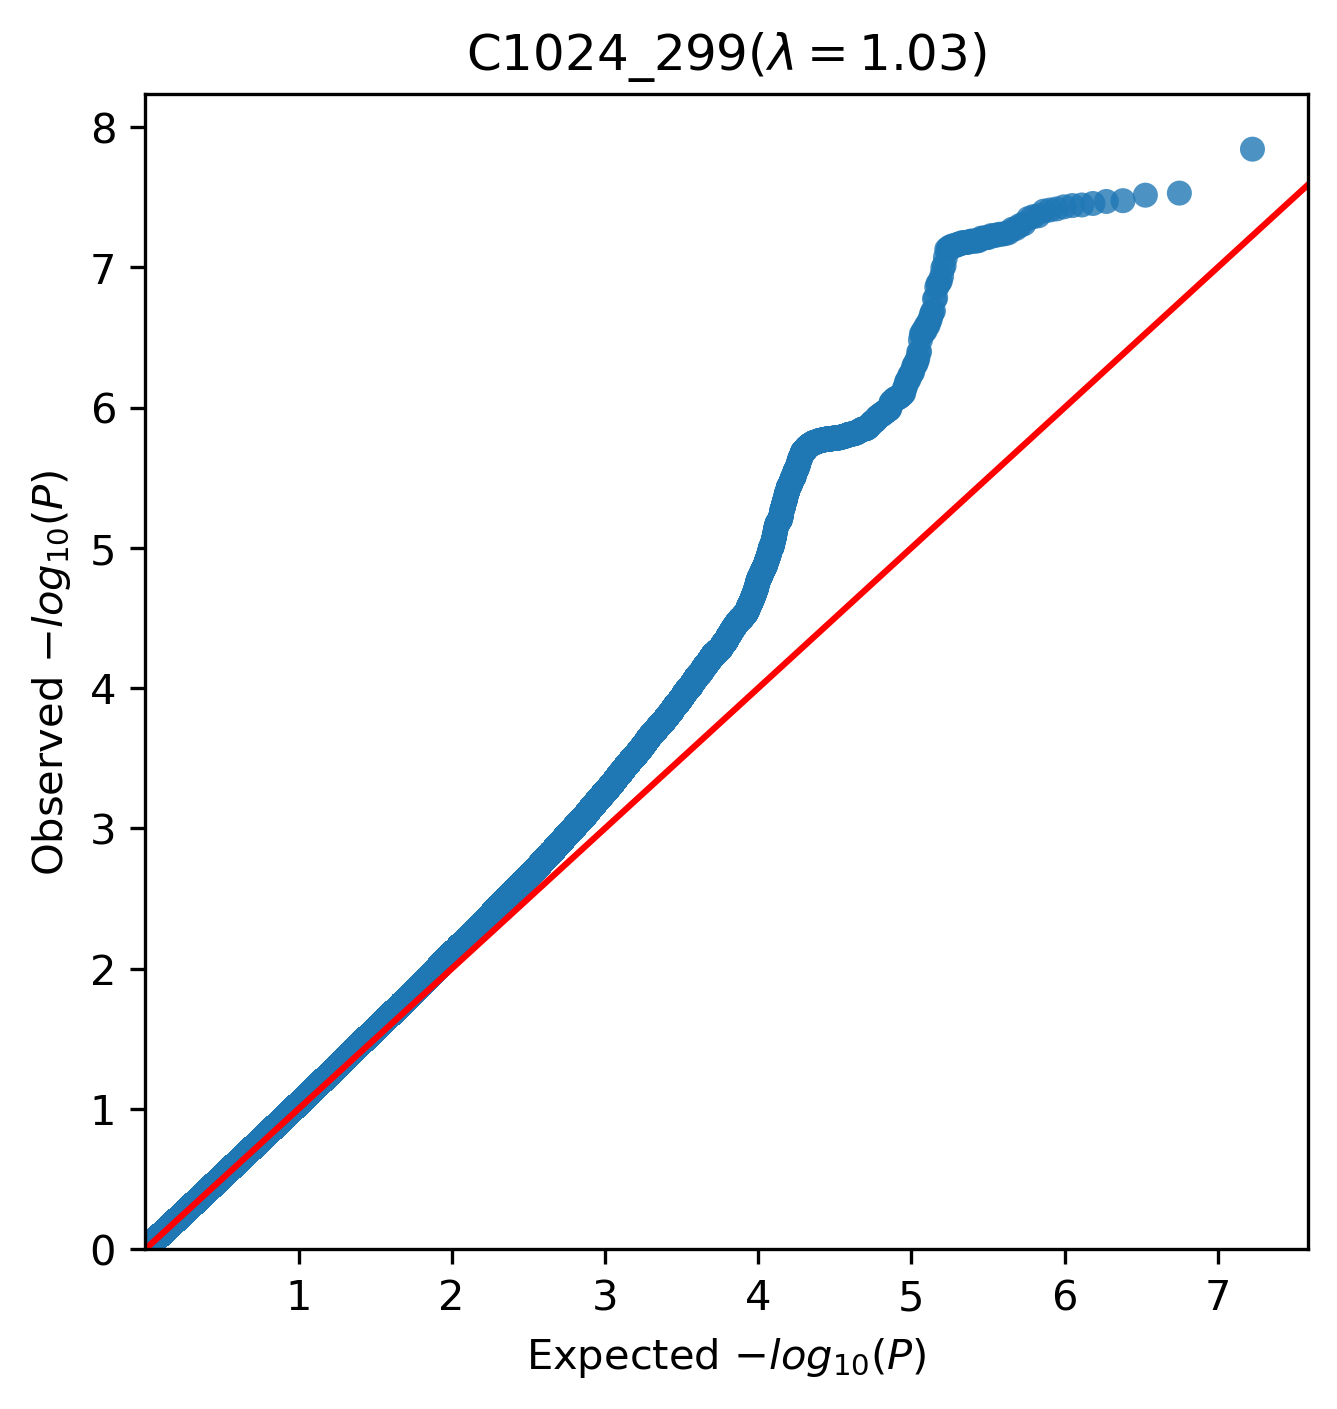 C1024_299(λ = 1.03)
Observed −log₁₀(P)
8
7
6
5
4
3
2
1
0
1 2 3 4 5 6 7
Expected −log₁₀(P)